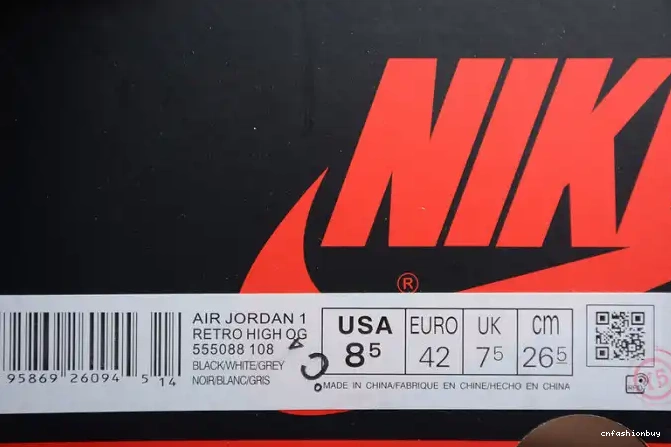 NIK
®
AIR JORDAN 1
RETRO HIGH OG
555088 108
BLACK/WHITE/GREY
NOIR/BLANC/GRIS
USA
8⁵
EURO
42
UK
7⁵
cm
26⁵
MADE IN CHINA/FABRIQUE EN CHINE/HECHO EN CHINA
95869 26094 5 14
cnfashionbuy